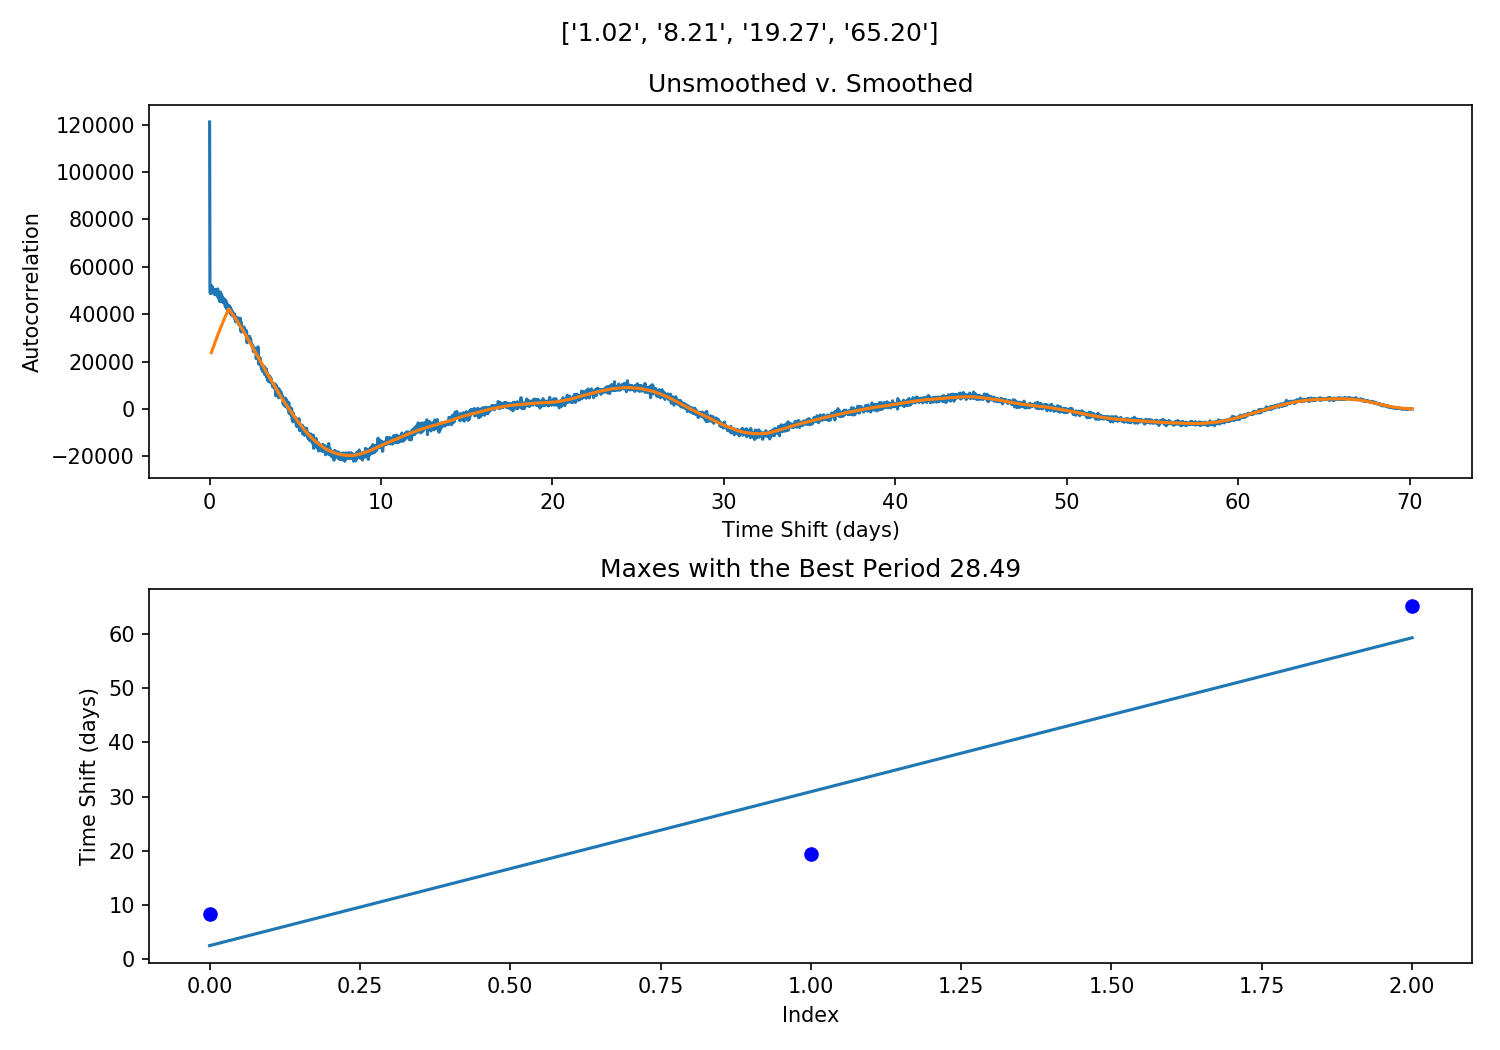 ['1.02', '8.21', '19.27', '65.20']
Unsmoothed v. Smoothed
120000
100000
80000
60000
40000
20000
0
−20000
Autocorrelation
0 10 20 30 40 50 60 70
Time Shift (days)
Maxes with the Best Period 28.49
60
50
40
30
20
10
0
Time Shift (days)
0.00 0.25 0.50 0.75 1.00 1.25 1.50 1.75 2.00
Index